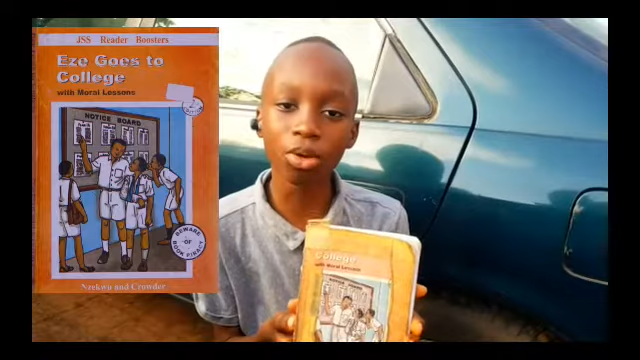 JSS Reader Boosters
Eze Goes to
College
with Moral Lessons
NOTICE BOARD
BEWARE
OF
BOOK PIRACY
Nzekwu and Crowder
College
with Moral Lessons